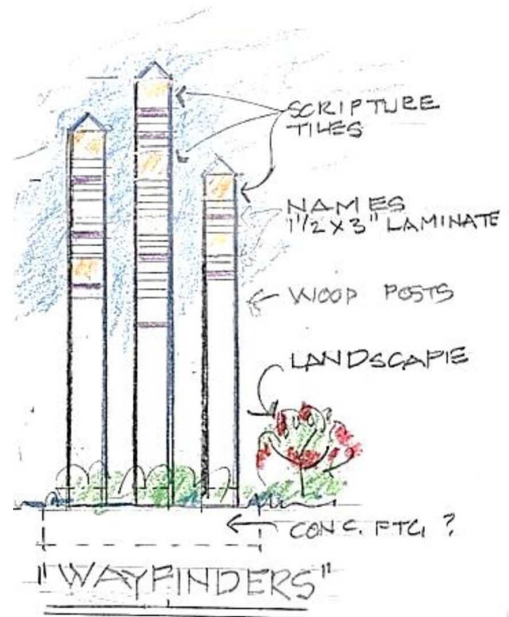 SCRIPTURE
TILES
NAMES
1 1/2 X 3" LAMINATE
WOOD POSTS
LANDSCAPE
CONC. FTG ?
"WAYFINDERS"